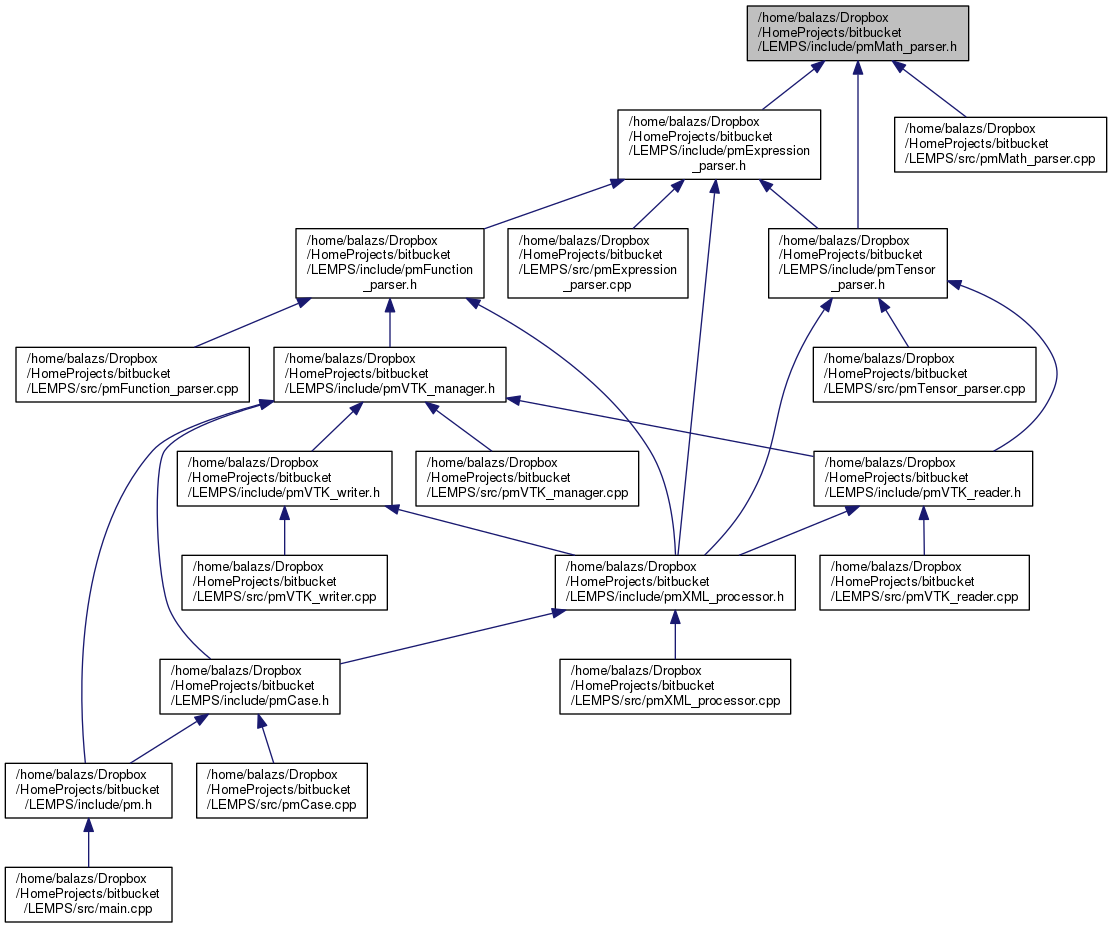 /home/balazs/Dropbox
/HomeProjects/bitbucket
/LEMPS/include/pmMath_parser.h
/home/balazs/Dropbox
/HomeProjects/bitbucket
/LEMPS/include/pmExpression
_parser.h
/home/balazs/Dropbox
/HomeProjects/bitbucket
/LEMPS/src/pmMath_parser.cpp
/home/balazs/Dropbox
/HomeProjects/bitbucket
/LEMPS/include/pmFunction
_parser.h
/home/balazs/Dropbox
/HomeProjects/bitbucket
/LEMPS/src/pmExpression
_parser.cpp
/home/balazs/Dropbox
/HomeProjects/bitbucket
/LEMPS/include/pmTensor
_parser.h
/home/balazs/Dropbox
/HomeProjects/bitbucket
/LEMPS/src/pmFunction_parser.cpp
/home/balazs/Dropbox
/HomeProjects/bitbucket
/LEMPS/include/pmVTK_manager.h
/home/balazs/Dropbox
/HomeProjects/bitbucket
/LEMPS/src/pmTensor_parser.cpp
/home/balazs/Dropbox
/HomeProjects/bitbucket
/LEMPS/include/pmVTK_writer.h
/home/balazs/Dropbox
/HomeProjects/bitbucket
/LEMPS/src/pmVTK_manager.cpp
/home/balazs/Dropbox
/HomeProjects/bitbucket
/LEMPS/include/pmVTK_reader.h
/home/balazs/Dropbox
/HomeProjects/bitbucket
/LEMPS/src/pmVTK_writer.cpp
/home/balazs/Dropbox
/HomeProjects/bitbucket
/LEMPS/include/pmXML_processor.h
/home/balazs/Dropbox
/HomeProjects/bitbucket
/LEMPS/src/pmVTK_reader.cpp
/home/balazs/Dropbox
/HomeProjects/bitbucket
/LEMPS/include/pmCase.h
/home/balazs/Dropbox
/HomeProjects/bitbucket
/LEMPS/src/pmXML_processor.cpp
/home/balazs/Dropbox
/HomeProjects/bitbucket
/LEMPS/include/pm.h
/home/balazs/Dropbox
/HomeProjects/bitbucket
/LEMPS/src/pmCase.cpp
/home/balazs/Dropbox
/HomeProjects/bitbucket
/LEMPS/src/main.cpp